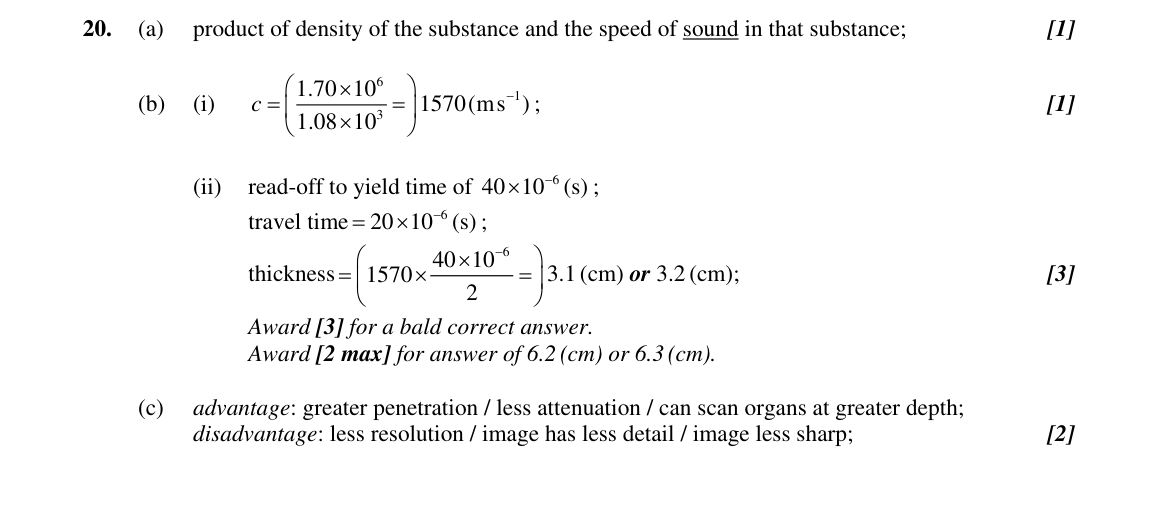 20. (a) product of density of the substance and the speed of sound in that substance; [1]
(b) (i) c = (1.70×10⁶ / 1.08×10³ =) 1570 (m s⁻¹) ; [1]
(ii) read-off to yield time of 40×10⁻⁶ (s) ;
travel time = 20×10⁻⁶ (s) ;
thickness = (1570 × 40×10⁻⁶ / 2 =) 3.1 (cm) or 3.2 (cm); [3]
Award [3] for a bald correct answer.
Award [2 max] for answer of 6.2 (cm) or 6.3 (cm).
(c) advantage: greater penetration / less attenuation / can scan organs at greater depth;
disadvantage: less resolution / image has less detail / image less sharp; [2]